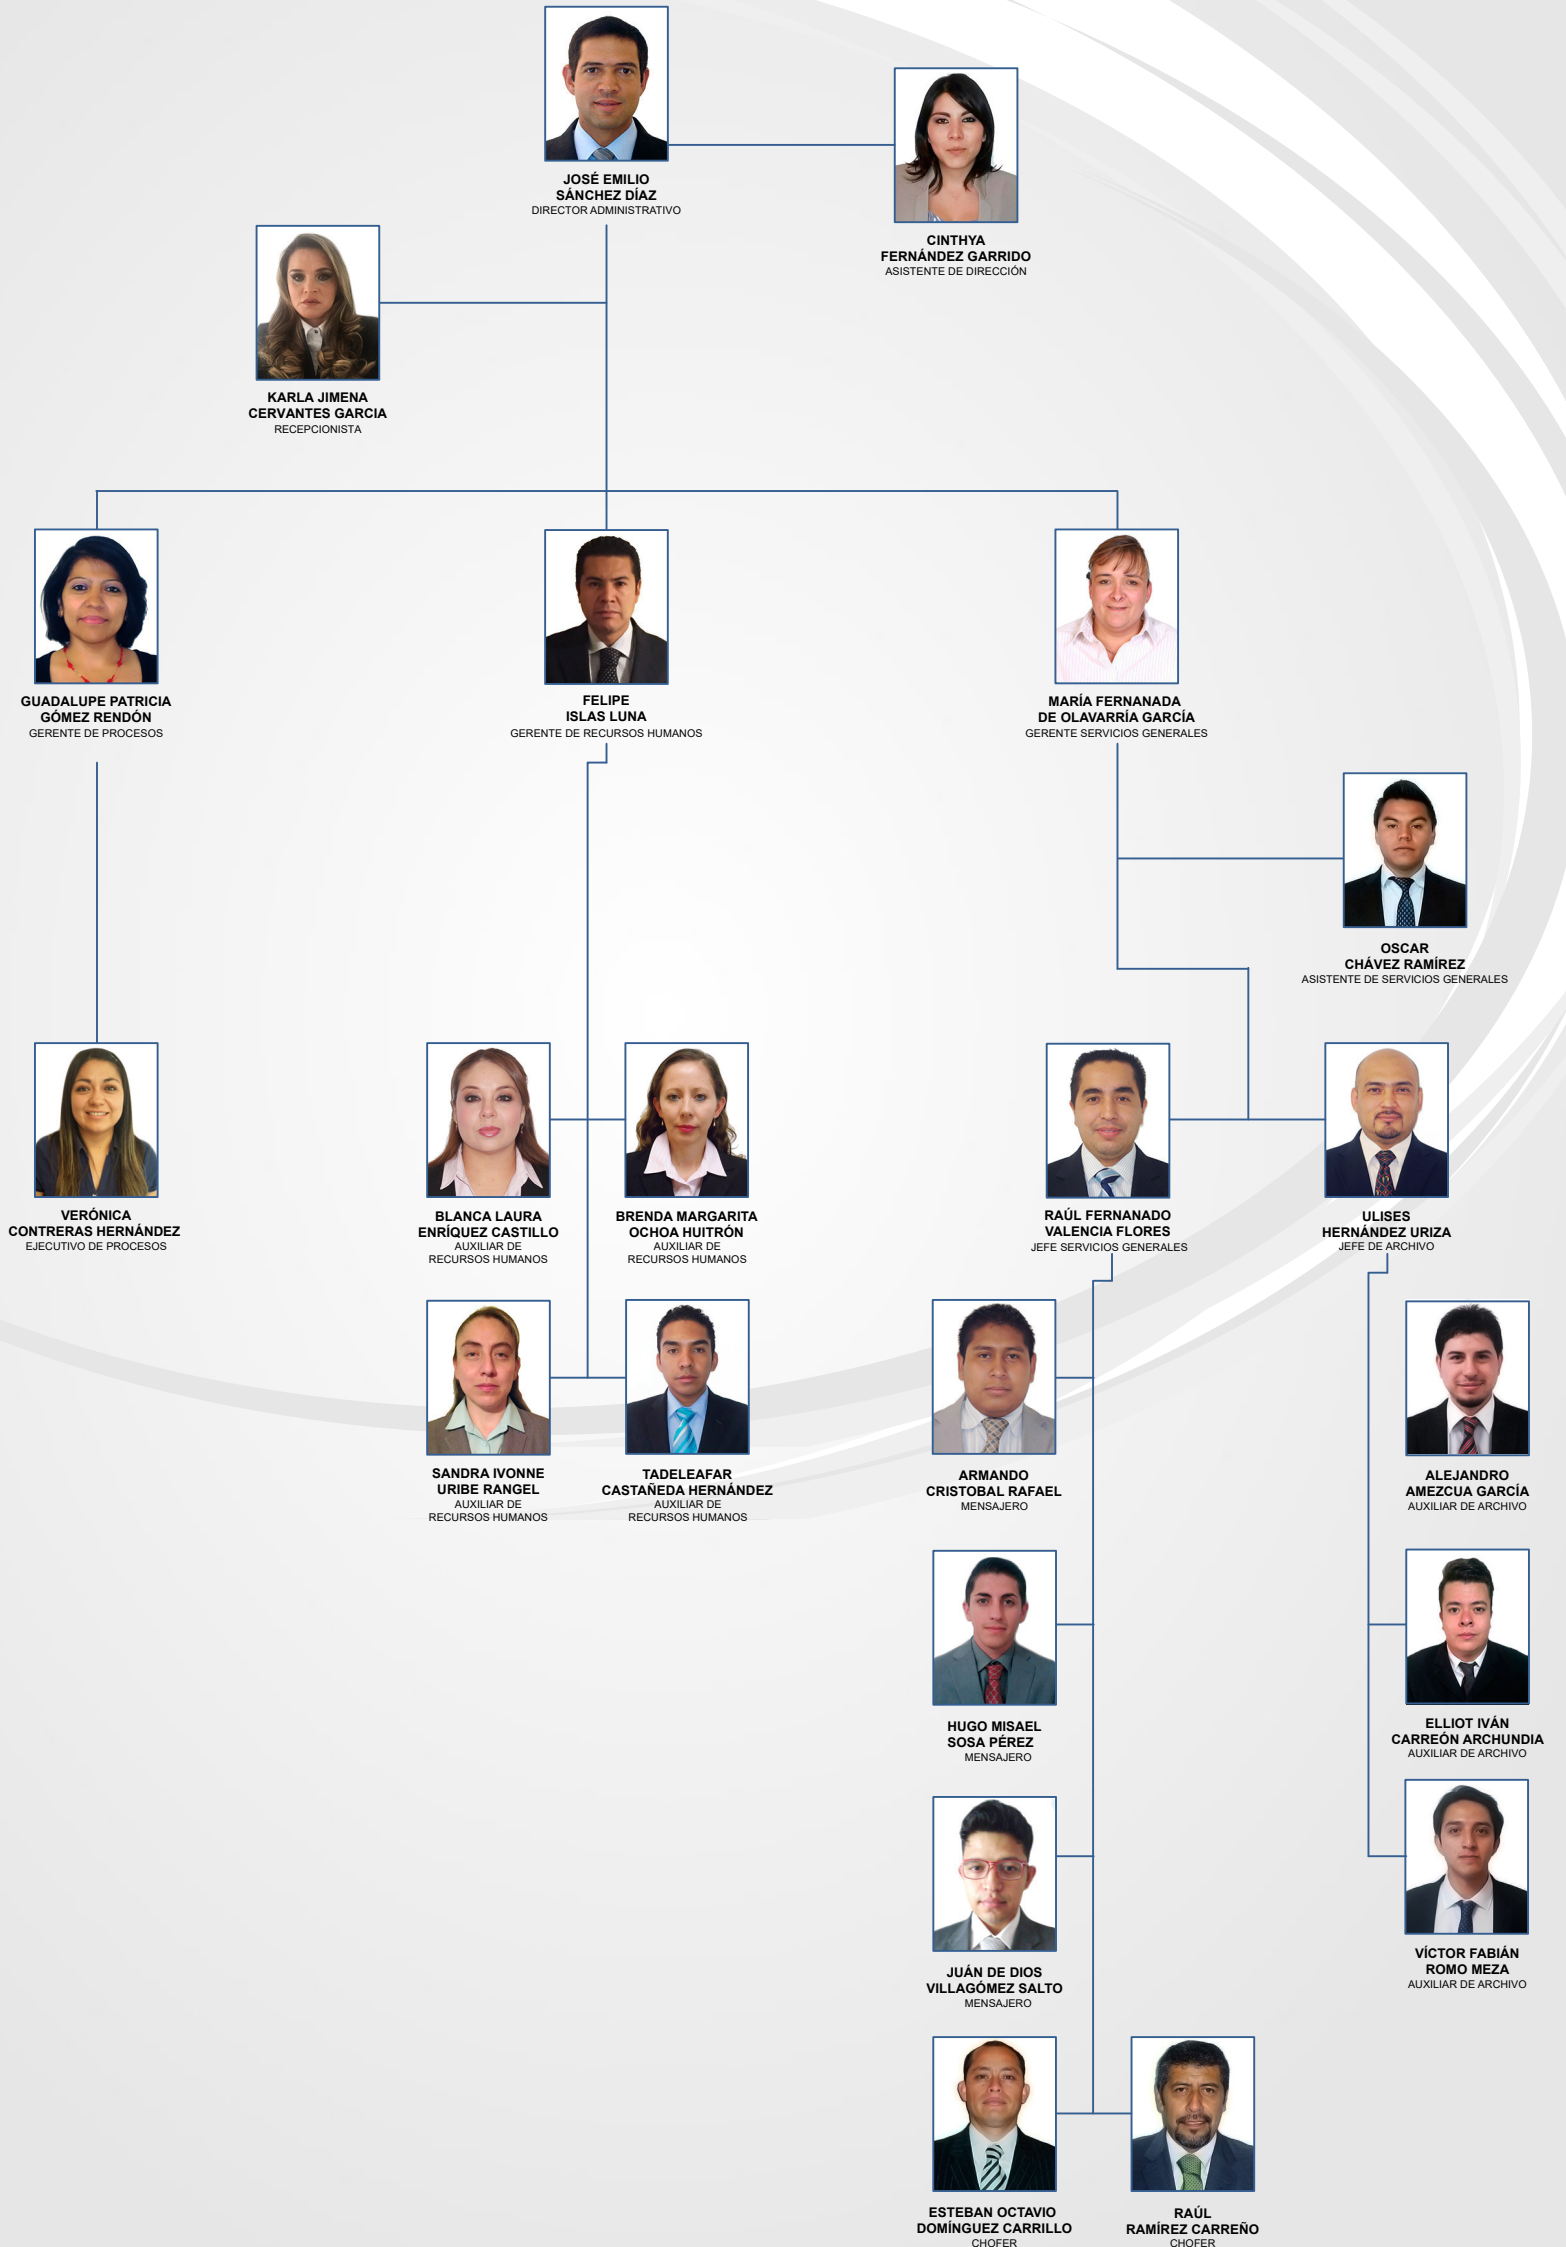 JOSÉ EMILIO
SÁNCHEZ DÍAZ
DIRECTOR ADMINISTRATIVO
CINTHYA
FERNÁNDEZ GARRIDO
ASISTENTE DE DIRECCIÓN
KARLA JIMENA
CERVANTES GARCIA
RECEPCIONISTA
GUADALUPE PATRICIA
GÓMEZ RENDÓN
GERENTE DE PROCESOS
FELIPE
ISLAS LUNA
GERENTE DE RECURSOS HUMANOS
MARÍA FERNANADA
DE OLAVARRÍA GARCÍA
GERENTE SERVICIOS GENERALES
OSCAR
CHÁVEZ RAMÍREZ
ASISTENTE DE SERVICIOS GENERALES
VERÓNICA
CONTRERAS HERNÁNDEZ
EJECUTIVO DE PROCESOS
BLANCA LAURA
ENRÍQUEZ CASTILLO
AUXILIAR DE
RECURSOS HUMANOS
BRENDA MARGARITA
OCHOA HUITRÓN
AUXILIAR DE
RECURSOS HUMANOS
RAÚL FERNANADO
VALENCIA FLORES
JEFE SERVICIOS GENERALES
ULISES
HERNÁNDEZ URIZA
JEFE DE ARCHIVO
SANDRA IVONNE
URIBE RANGEL
AUXILIAR DE
RECURSOS HUMANOS
TADELEAFAR
CASTAÑEDA HERNÁNDEZ
AUXILIAR DE
RECURSOS HUMANOS
ARMANDO
CRISTOBAL RAFAEL
MENSAJERO
ALEJANDRO
AMEZCUA GARCÍA
AUXILIAR DE ARCHIVO
HUGO MISAEL
SOSA PÉREZ
MENSAJERO
ELLIOT IVÁN
CARREÓN ARCHUNDIA
AUXILIAR DE ARCHIVO
JUÁN DE DIOS
VILLAGÓMEZ SALTO
MENSAJERO
VÍCTOR FABIÁN
ROMO MEZA
AUXILIAR DE ARCHIVO
ESTEBAN OCTAVIO
DOMÍNGUEZ CARRILLO
CHOFER
RAÚL
RAMÍREZ CARREÑO
CHOFER